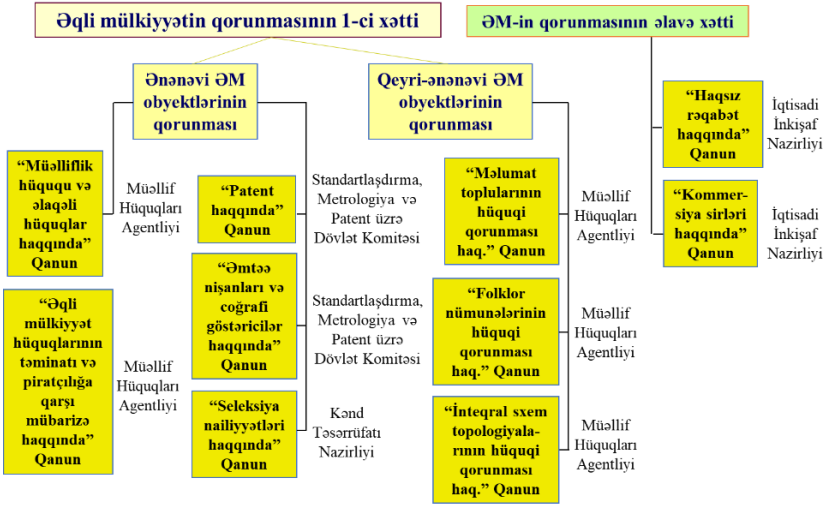 Əqli mülkiyyətin qorunmasının 1-ci xətti
ƏM-in qorunmasının əlavə xətti
Ənənəvi ƏM
obyektlərinin
qorunması
Qeyri-ənənəvi ƏM
obyektlərinin
qorunması
“Müəlliflik
hüququ və
əlaqəli
hüquqlar
haqqında”
Qanun
Müəllif
Hüquqları
Agentliyi
“Əqli
mülkiyyət
hüquqlarının
təminatı və
piratçılığa
qarşı
mübarizə
haqqında”
Qanun
Müəllif
Hüquqları
Agentliyi
“Patent
haqqında”
Qanun
Standartlaşdırma,
Metrologiya və
Patent üzrə
Dövlət Komitəsi
“Əmtəə
nişanları və
coğrafi
göstəricilər
haqqında”
Qanun
Standartlaşdırma,
Metrologiya və
Patent üzrə
Dövlət Komitəsi
“Seleksiya
nailiyyətləri
haqqında”
Qanun
Kənd
Təsərrüfatı
Nazirliyi
“Məlumat
toplularının
hüquqi
qorunması
haq.” Qanun
Müəllif
Hüquqları
Agentliyi
“Folklor
nümunələrinin
hüquqi
qorunması
haq.” Qanun
Müəllif
Hüquqları
Agentliyi
“İnteqral sxem
topologiyala-
rının hüquqi
qorunması
haq.” Qanun
Müəllif
Hüquqları
Agentliyi
“Haqsız
rəqabət
haqqında”
Qanun
İqtisadi
İnkişaf
Nazirliyi
“Kommer-
siya sirləri
haqqında”
Qanun
İqtisadi
İnkişaf
Nazirliyi